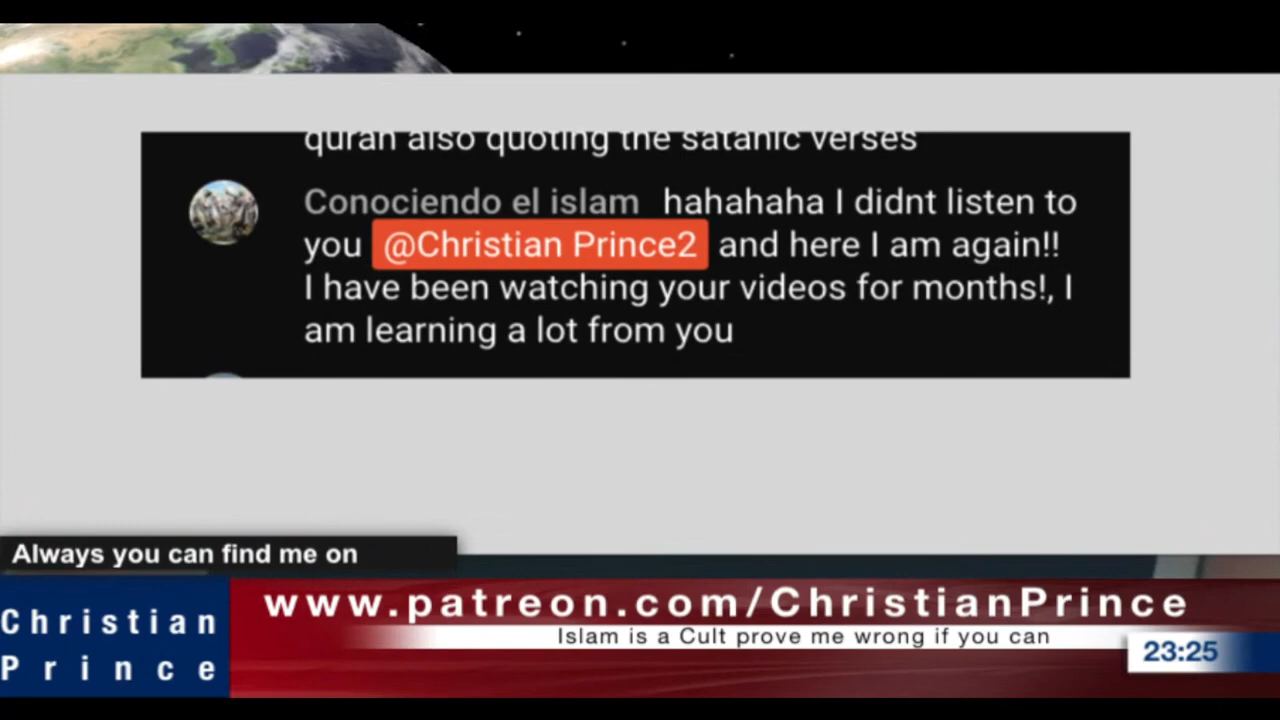 quran also quoting the satanic verses
Conociendo el islam hahahaha I didnt listen to
you @Christian Prince2 and here I am again!!
I have been watching your videos for months!, I
am learning a lot from you
Always you can find me on
www.patreon.com/ChristianPrince
Islam is a Cult prove me wrong if you can
Christian
Prince
23:25